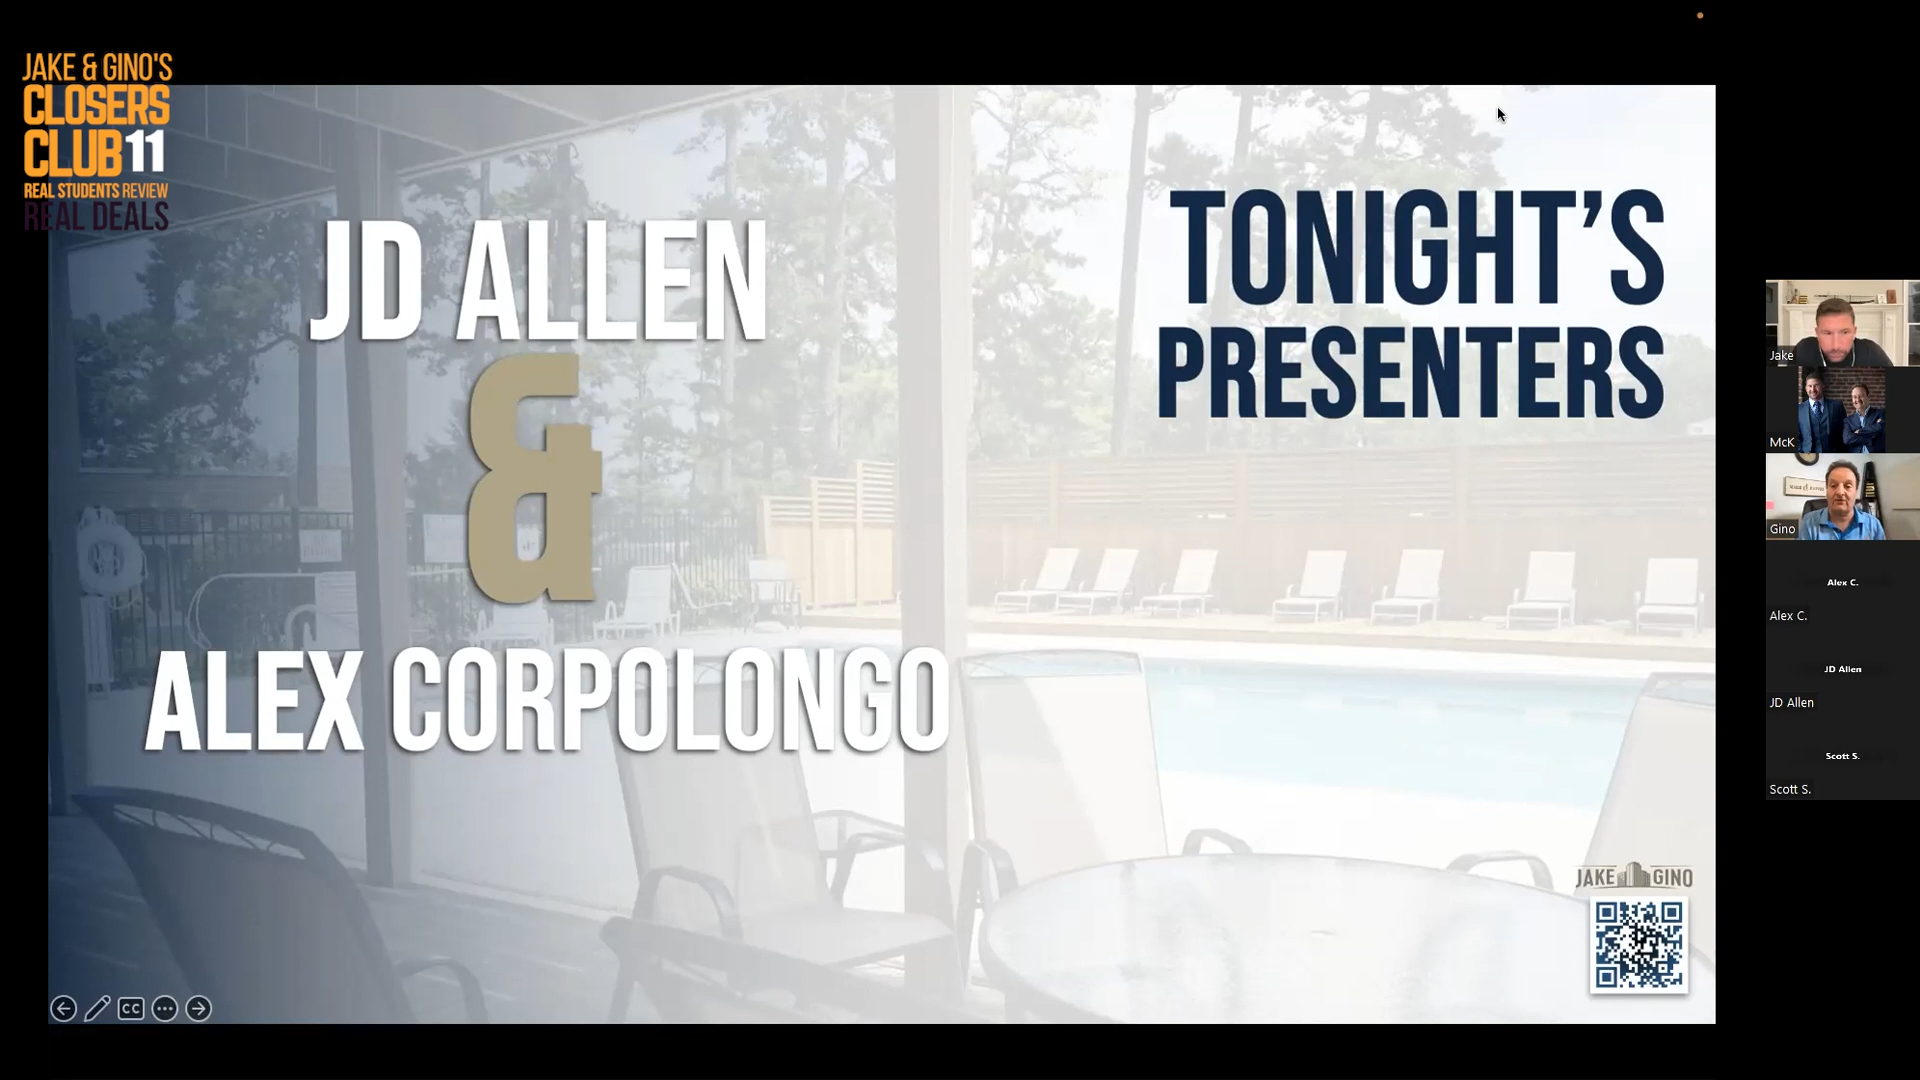 JAKE & GINO'S
CLOSERS
CLUB 11
REAL STUDENTS REVIEW
REAL DEALS
JD ALLEN
&
ALEX CORPOLONGO
TONIGHT'S
PRESENTERS
JAKE GINO
CC
Jake
McK
Gino
Alex C.
Alex C.
JD Allen
JD Allen
Scott S.
Scott S.